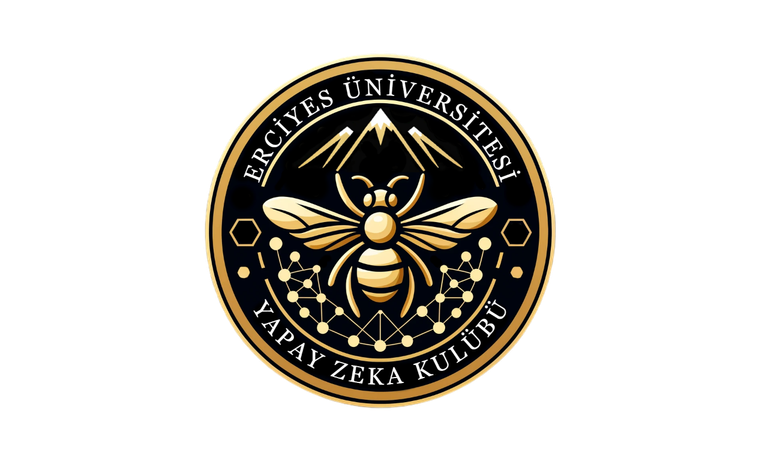 ERCİYES ÜNİVERSİTESİ
YAPAY ZEKA KULÜBÜ